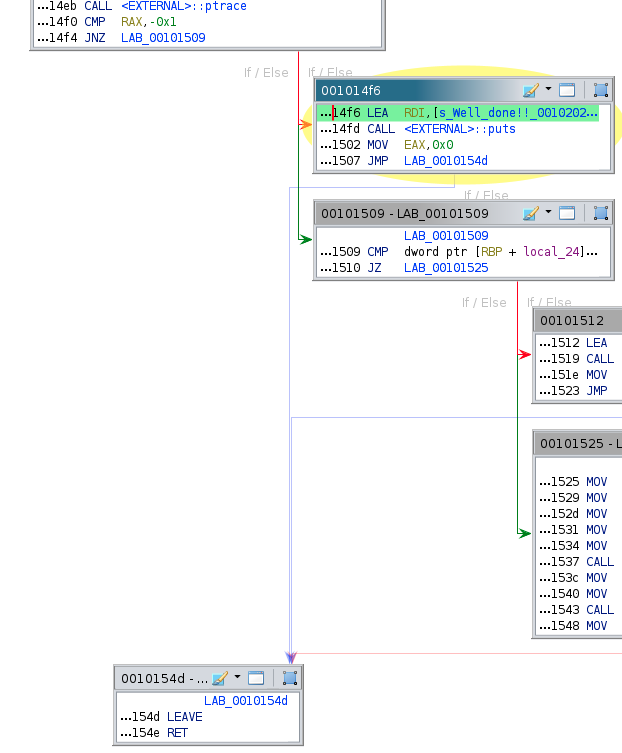 ...14eb CALL <EXTERNAL>::ptrace
...14f0 CMP RAX,-0x1
...14f4 JNZ LAB_00101509
If / Else If / Else
001014f6
...14f6 LEA RDI,[s_Well_done!!_0010202...
...14fd CALL <EXTERNAL>::puts
...1502 MOV EAX,0x0
...1507 JMP LAB_0010154d
If / Else
00101509 - LAB_00101509
LAB_00101509
...1509 CMP dword ptr [RBP + local_24]...
...1510 JZ LAB_00101525
If / Else If / Else
00101512
...1512 LEA
...1519 CALL
...151e MOV
...1523 JMP
00101525 - L
...1525 MOV
...1529 MOV
...152d MOV
...1531 MOV
...1534 MOV
...1537 CALL
...153c MOV
...1540 MOV
...1543 CALL
...1548 MOV
0010154d - ...
LAB_0010154d
...154d LEAVE
...154e RET